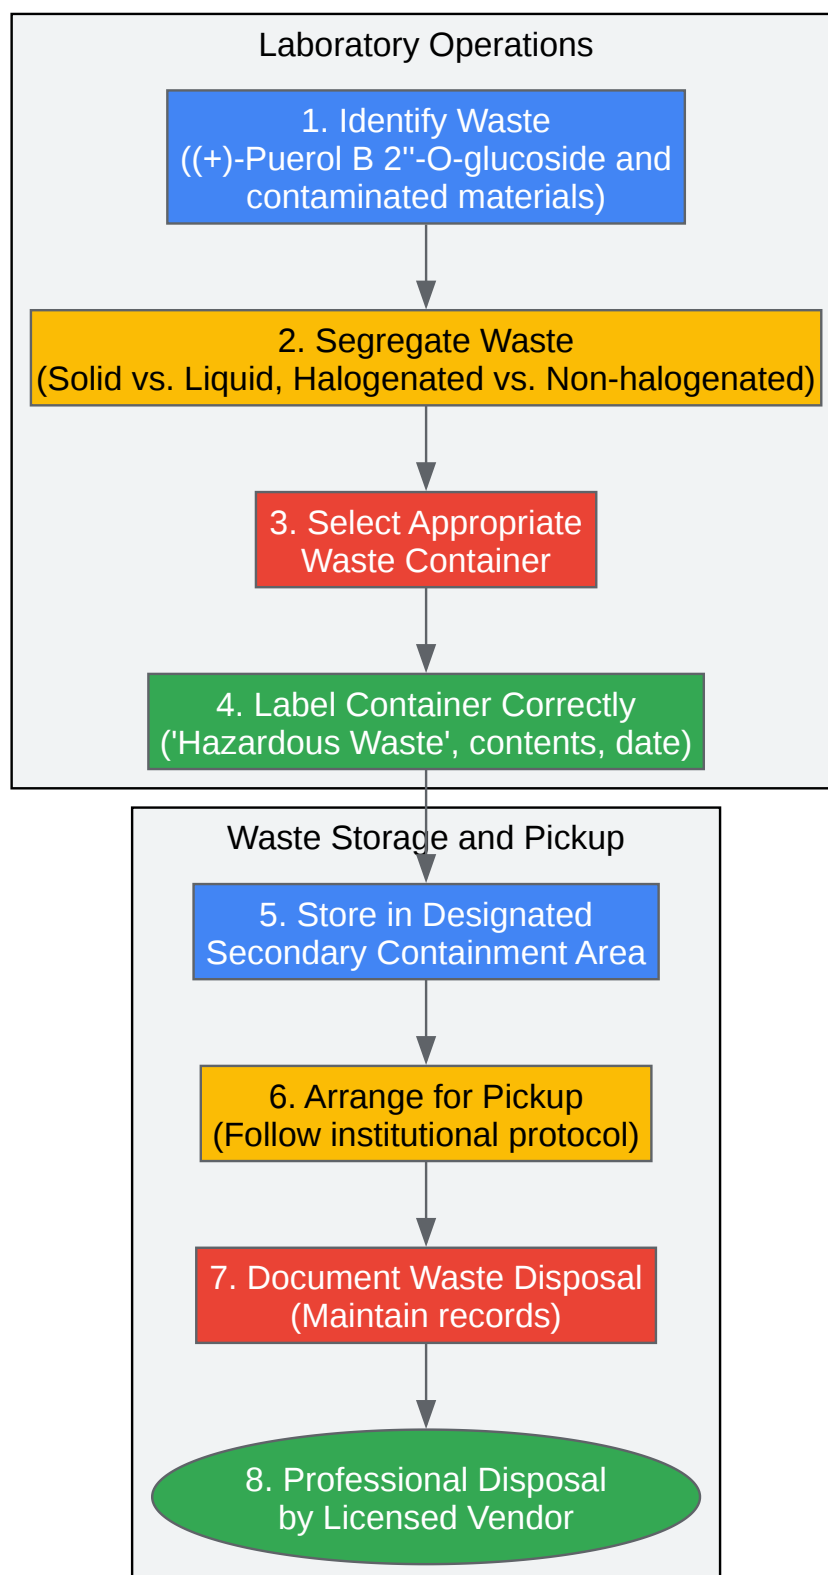 Laboratory Operations
1. Identify Waste
((+)-Puerol B 2''-O-glucoside and
contaminated materials)
2. Segregate Waste
(Solid vs. Liquid, Halogenated vs. Non-halogenated)
3. Select Appropriate
Waste Container
4. Label Container Correctly
('Hazardous Waste', contents, date)
Waste Storage and Pickup
5. Store in Designated
Secondary Containment Area
6. Arrange for Pickup
(Follow institutional protocol)
7. Document Waste Disposal
(Maintain records)
8. Professional Disposal
by Licensed Vendor